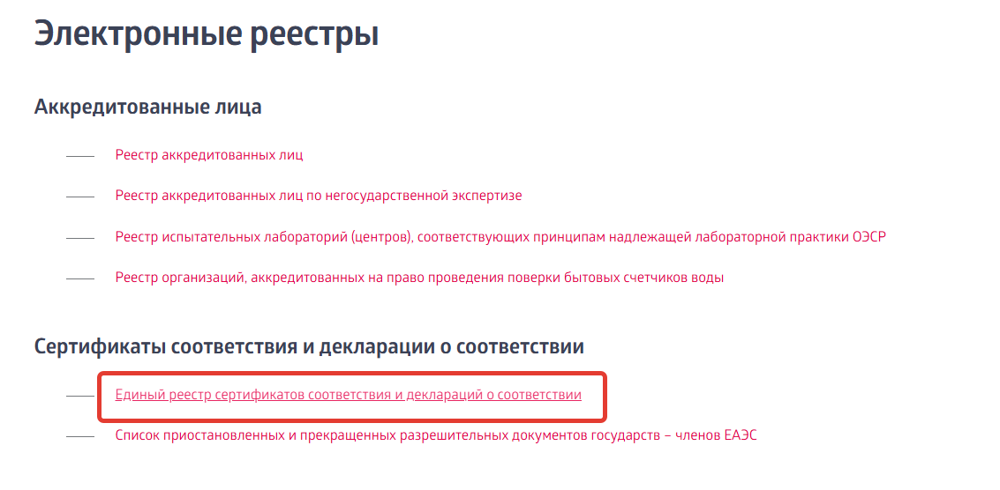 Электронные реестры
Аккредитованные лица
Реестр аккредитованных лиц
Реестр аккредитованных лиц по негосударственной экспертизе
Реестр испытательных лабораторий (центров), соответствующих принципам надлежащей лабораторной практики ОЭСР
Реестр организаций, аккредитованных на право проведения поверки бытовых счетчиков воды
Сертификаты соответствия и декларации о соответствии
Единый реестр сертификатов соответствия и деклараций о соответствии
Список приостановленных и прекращенных разрешительных документов государств – членов ЕАЭС